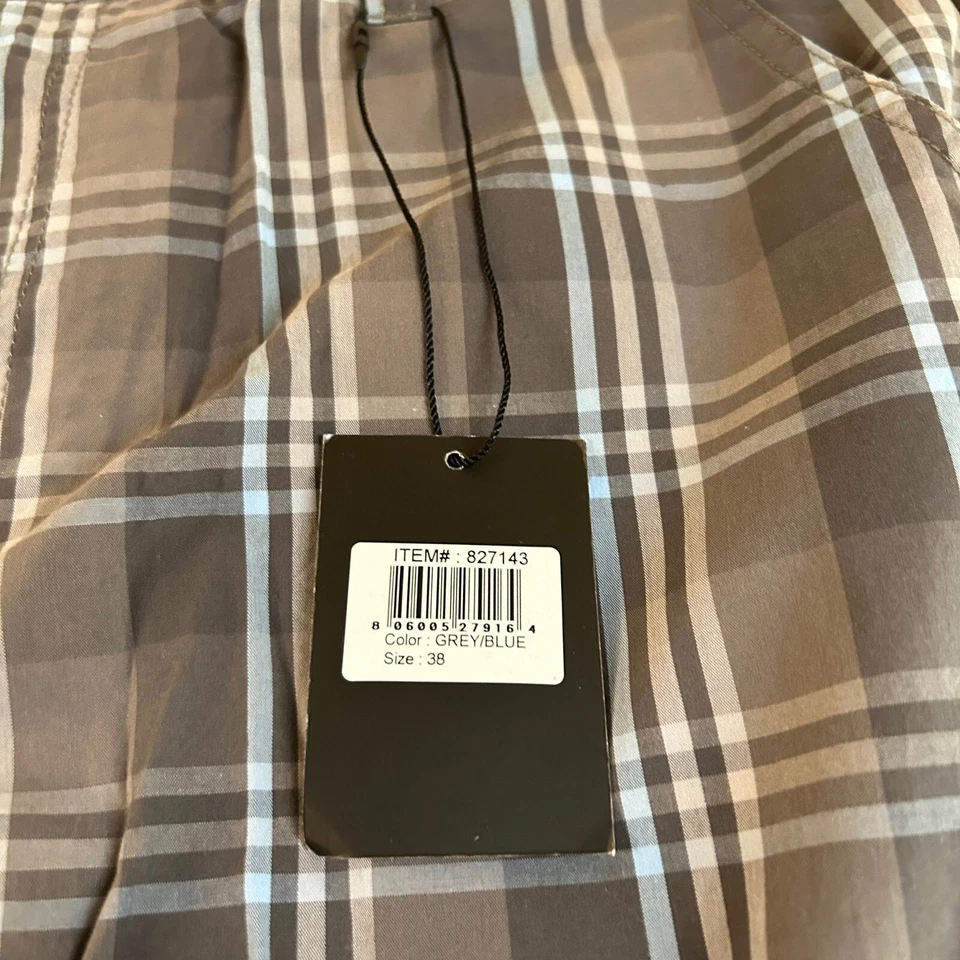 ITEM# : 827143
8 06005 27916 4
Color : GREY/BLUE
Size : 38